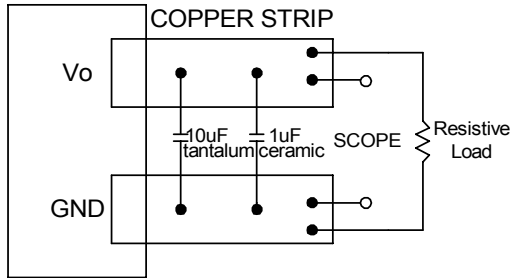 COPPER STRIP
Vo
10uF 1uF
tantalum ceramic
SCOPE
Resistive
Load
GND